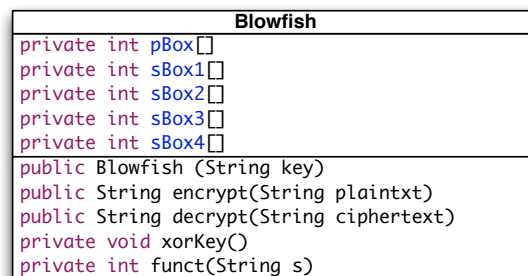 Blowfish
private int pBox[]
private int sBox1[]
private int sBox2[]
private int sBox3[]
private int sBox4[]
public Blowfish (String key)
public String encrypt(String plaintxt)
public String decrypt(String ciphertext)
private void xorKey()
private int funct(String s)